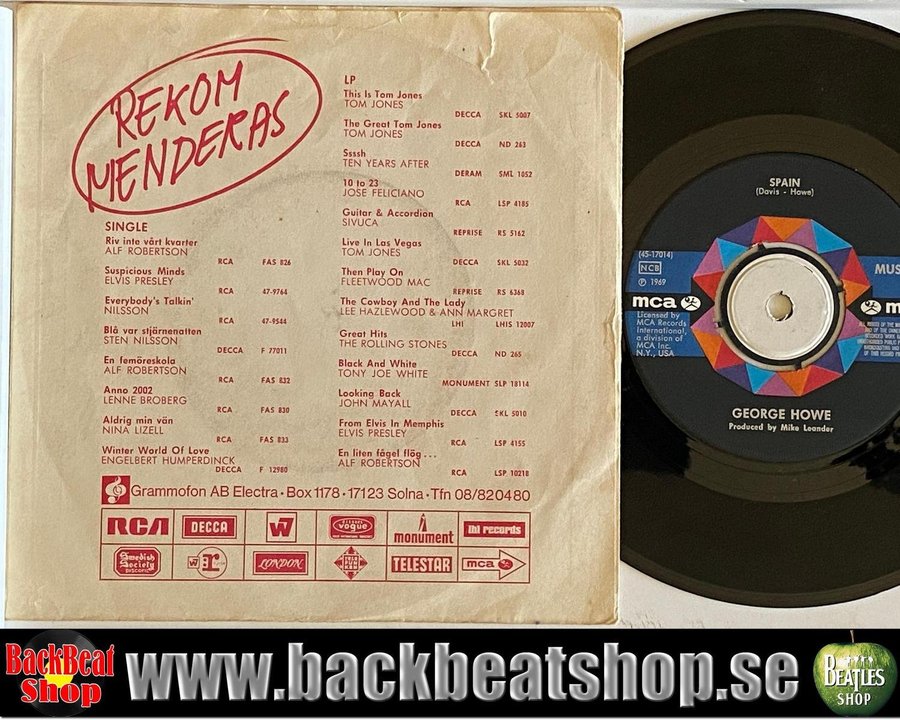 REKOM
MENDERAS
SINGLE
Riv inte vårt kvarter
ALF ROBERTSON
RCA FAS 826
Suspicious Minds
ELVIS PRESLEY
RCA 47-9764
Everybody's Talkin'
NILSSON
RCA 47-9544
Blå var stjärnenatten
STEN NILSSON
DECCA F 77011
En femöreskola
ALF ROBERTSON
RCA FAS 832
Anno 2002
LENNE BROBERG
RCA FAS 830
Aldrig min vän
NINA LIZELL
RCA FAS 833
Winter World Of Love
ENGELBERT HUMPERDINCK
DECCA F 12980
LP
This Is Tom Jones
TOM JONES
DECCA SKL 5007
The Great Tom Jones
TOM JONES
DECCA ND 263
Ssssh
TEN YEARS AFTER
DERAM SML 1052
10 to 23
JOSE FELICIANO
RCA LSP 4185
Guitar & Accordion
SIVUCA
REPRISE RS 5162
Live In Las Vegas
TOM JONES
DECCA SKL 5032
Then Play On
FLEETWOOD MAC
REPRISE RS 6368
The Cowboy And The Lady
LEE HAZLEWOOD & ANN MARGRET
LHI LHIS 12007
Great Hits
THE ROLLING STONES
DECCA ND 265
Black And White
TONY JOE WHITE
MONUMENT SLP 18114
Looking Back
JOHN MAYALL
DECCA SKL 5010
From Elvis In Memphis
ELVIS PRESLEY
RCA LSP 4155
En liten fågel flög...
ALF ROBERTSON
RCA LSP 10218
Grammofon AB Electra · Box 1178 · 17123 Solna · Tfn 08/820480
RCA DECCA W vogue monument lhi records
Swedish Society DISCOFIL W r LONDON TELEFUNKEN TELESTAR mca
SPAIN
(Davis - Howe)
(45-17014)
NCB
℗ 1969
MUS
mca
m
Licensed by
MCA Records
International,
a division of
MCA Inc.
N.Y., USA
GEORGE HOWE
Produced by Mike Leander
BackBeat
Shop
www.backbeatshop.se
BEATLES
SHOP